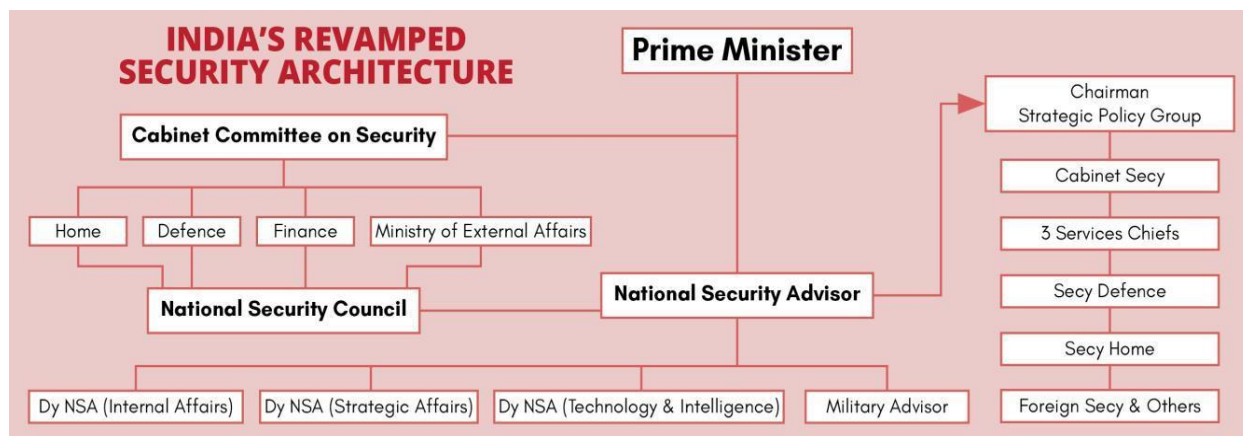 INDIA'S REVAMPED
SECURITY ARCHITECTURE
Prime Minister
Cabinet Committee on Security
Home
Defence
Finance
Ministry of External Affairs
National Security Council
National Security Advisor
Dy NSA (Internal Affairs)
Dy NSA (Strategic Affairs)
Dy NSA (Technology & Intelligence)
Military Advisor
Chairman
Strategic Policy Group
Cabinet Secy
3 Services Chiefs
Secy Defence
Secy Home
Foreign Secy & Others